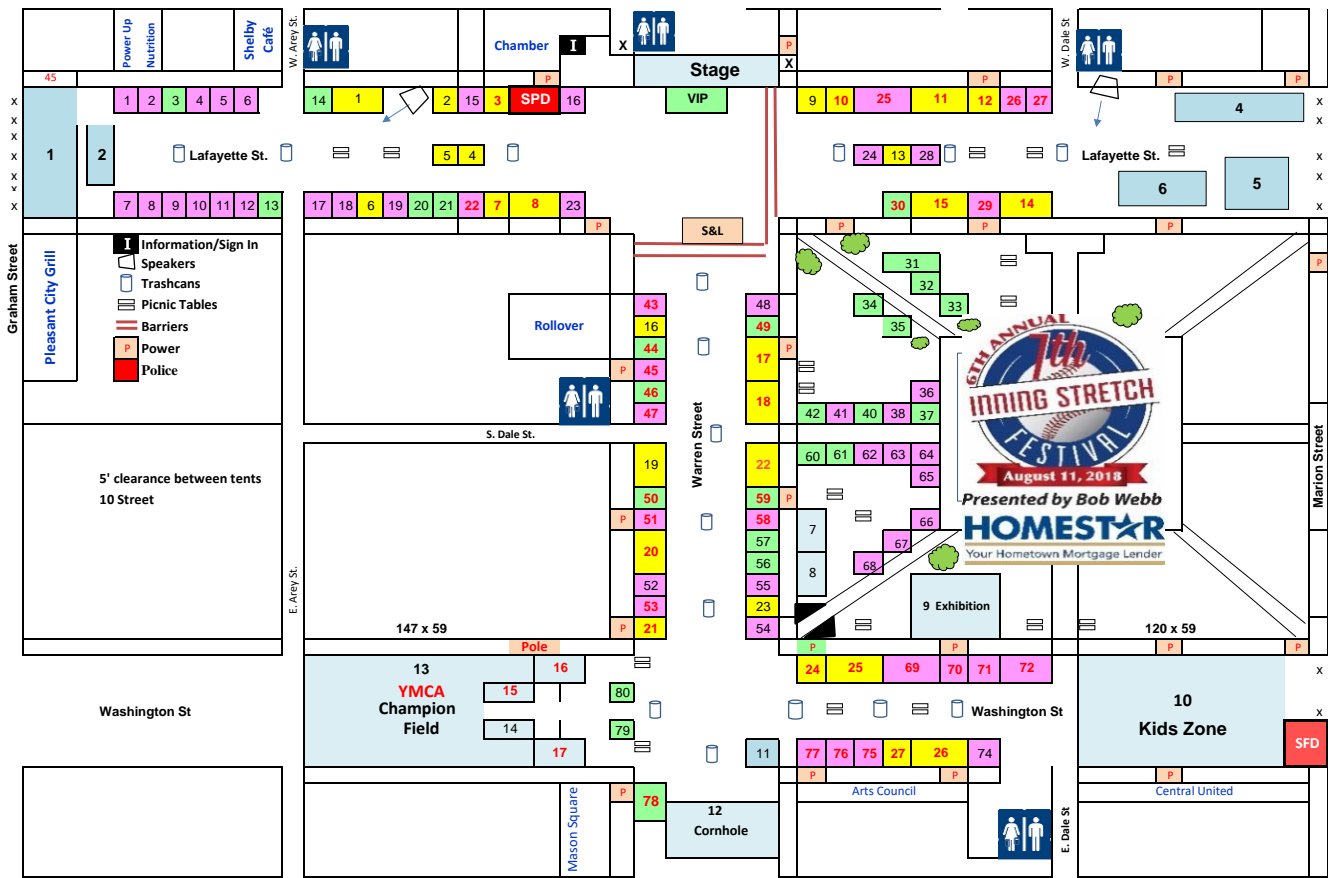 Power Up
Nutrition
Shelby
Café
W. Arey St.
Chamber
I
X
P
X
Stage
W. Dale St
45
P
P
P
P
x
1
2
3
4
5
6
14
1
2
15
3
SPD
16
VIP
9
10
25
11
12
26
27
4
x
x
x
x
x
x
x
1
2
Lafayette St.
5
4
24
13
28
Lafayette St.
6
5
x
x
x
x
7
8
9
10
11
12
13
17
18
6
19
20
21
22
7
8
23
30
15
29
14
P
S&L
P
P
P
P
Graham Street
Pleasant City Grill
I Information/Sign In
Speakers
Trashcans
Picnic Tables
Barriers
P Power
Police
Rollover
P
43
16
44
45
46
47
48
49
17
18
P
31
32
34
33
35
36
42
41
40
38
37
6TH ANNUAL
7th
INNING STRETCH
FESTIVAL
August 11, 2018
Presented by Bob Webb
HOMESTAR
Your Hometown Mortgage Lender
Warren Street
S. Dale St.
Marion Street
5' clearance between tents
10 Street
E. Arey St.
19
50
P
51
20
52
53
P
21
22
59
P
58
57
56
55
23
54
60
61
62
63
64
65
66
67
68
7
8
9 Exhibition
147 x 59
120 x 59
Pole
P
P
P
P
13
YMCA
Champion
Field
16
15
14
17
80
79
24
25
69
70
71
72
10
Kids Zone
x
x
SFD
Washington St
Washington St
11
77
76
75
27
26
74
P
78
12
Cornhole
P
P
P
Arts Council
Central United
Mason Square
E. Dale St